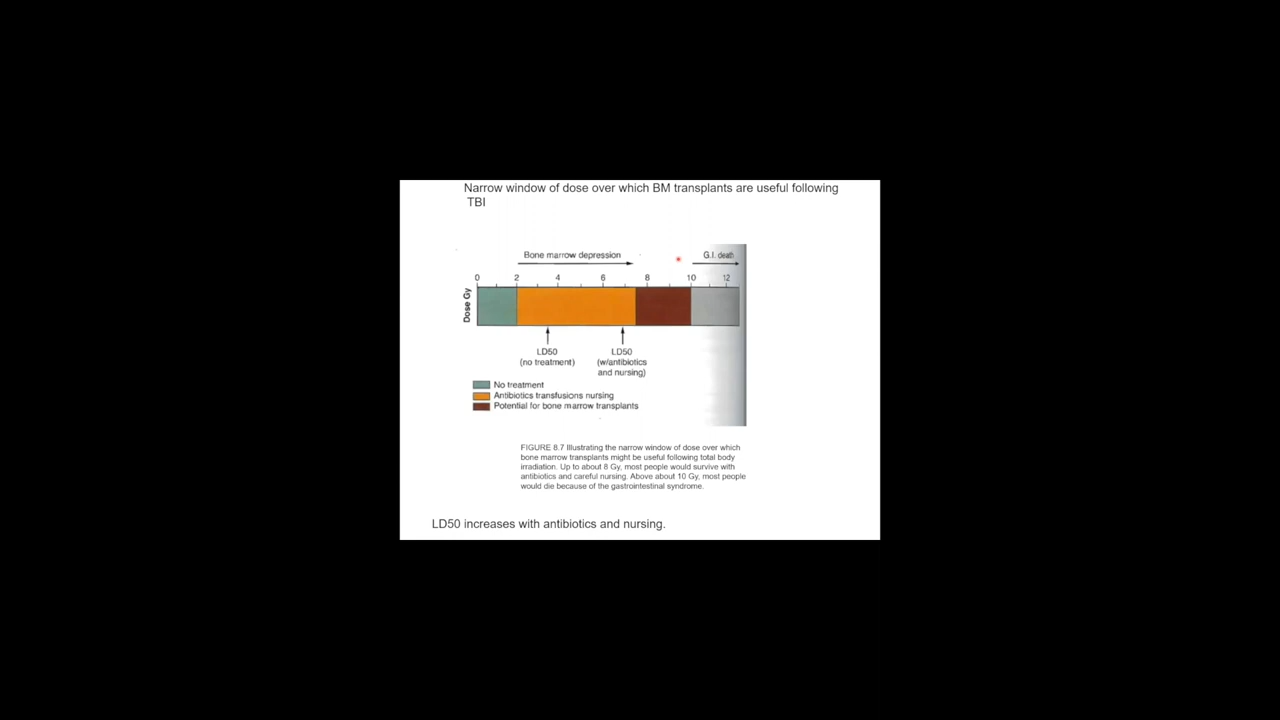 Narrow window of dose over which BM transplants are useful following
TBI
Bone marrow depression
G.I. death
0 2 4 6 8 10 12
Dose Gy
LD50
(no treatment)
LD50
(w/antibiotics
and nursing)
No treatment
Antibiotics transfusions nursing
Potential for bone marrow transplants
FIGURE 8.7 Illustrating the narrow window of dose over which
bone marrow transplants might be useful following total body
irradiation. Up to about 8 Gy, most people would survive with
antibiotics and careful nursing. Above about 10 Gy, most people
would die because of the gastrointestinal syndrome.
LD50 increases with antibiotics and nursing.